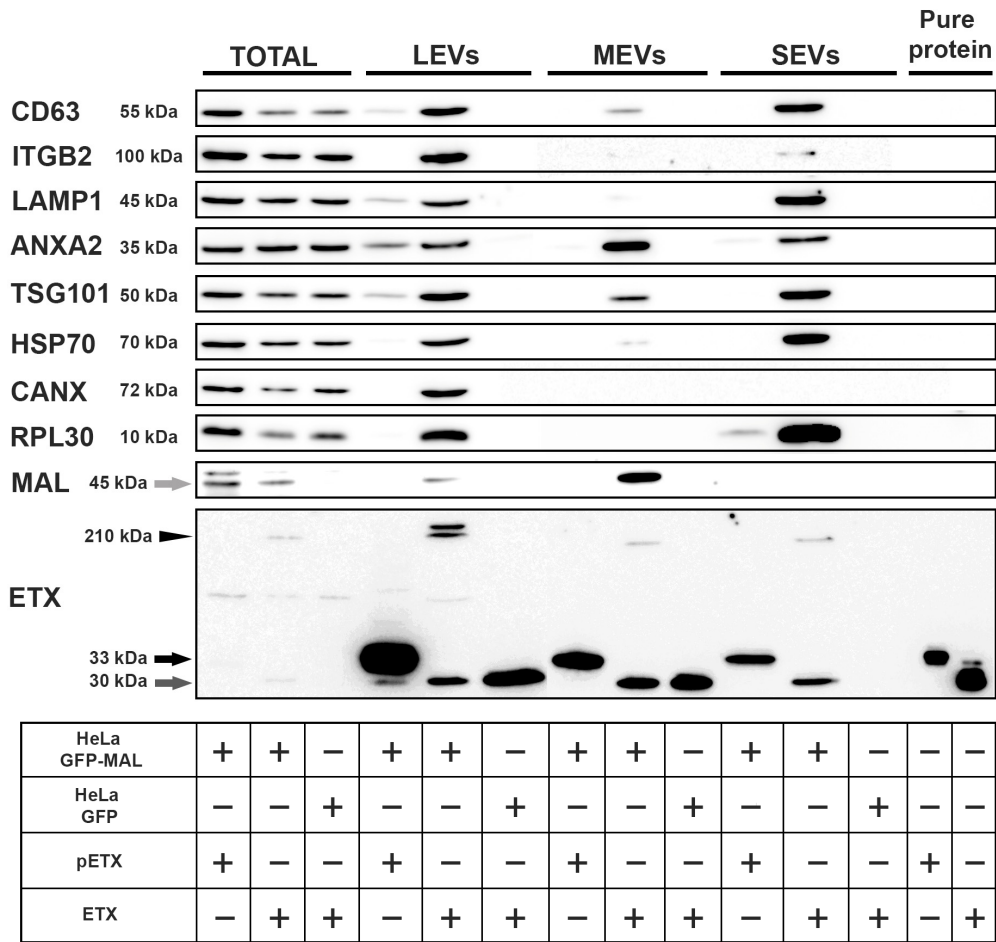 Pure
protein
TOTAL LEVs MEVs SEVs
CD63 55 kDa
ITGB2 100 kDa
LAMP1 45 kDa
ANXA2 35 kDa
TSG101 50 kDa
HSP70 70 kDa
CANX 72 kDa
RPL30 10 kDa
MAL 45 kDa
210 kDa
ETX
33 kDa
30 kDa
HeLa
GFP-MAL + + − + + − + + − + + − − −
HeLa
GFP − − + − − + − − + − − + − −
pETX + − − + − − + − − + − − + −
ETX − + + − + + − + + − + + − +